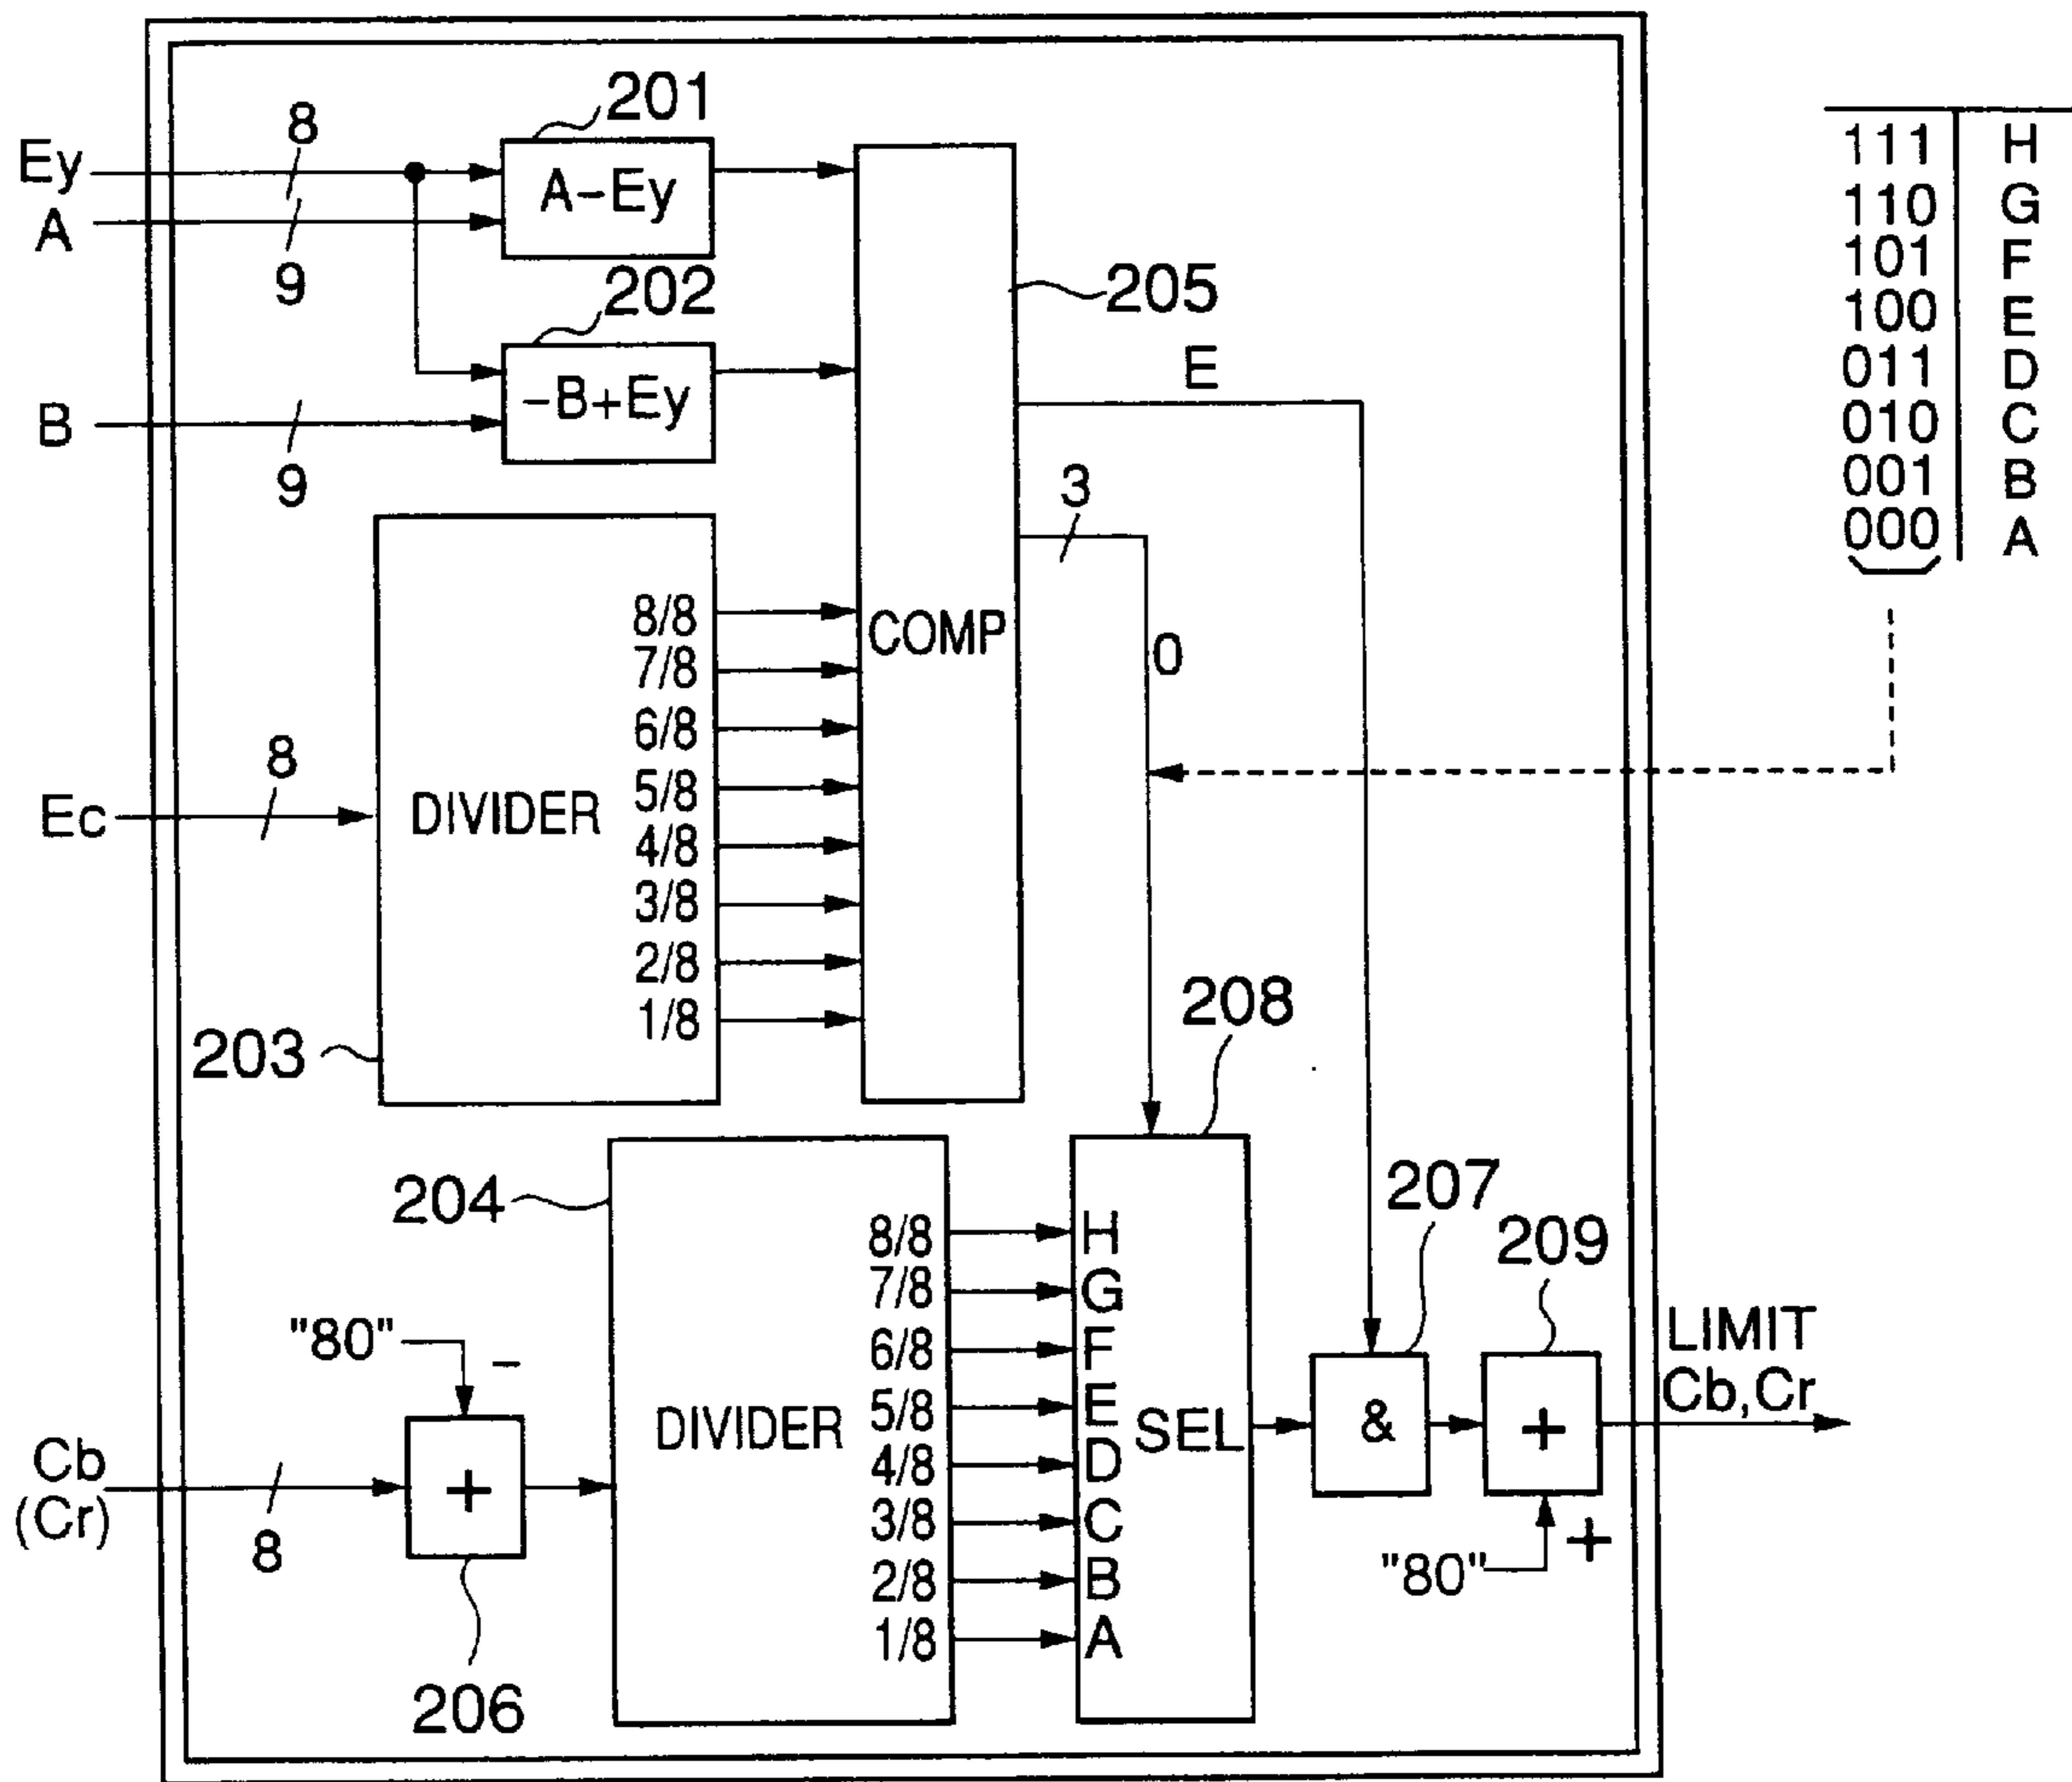 201
8
Ey
A-Ey
A
9
202
205
-B+Ey
E
B
9
3
8/8
7/8
6/8
5/8
4/8
3/8
2/8
1/8
COMP
0
8
Ec
DIVIDER
203
208
204
207
8/8 H
7/8 G
6/8 F
5/8 E
4/8 D
3/8 C
2/8 B
1/8 A
209
"80"
-
DIVIDER
SEL
&
+
LIMIT
Cb,Cr
Cb
(Cr)
8
+
"80"
+
206
111 H
110 G
101 F
100 E
011 D
010 C
001 B
000 A